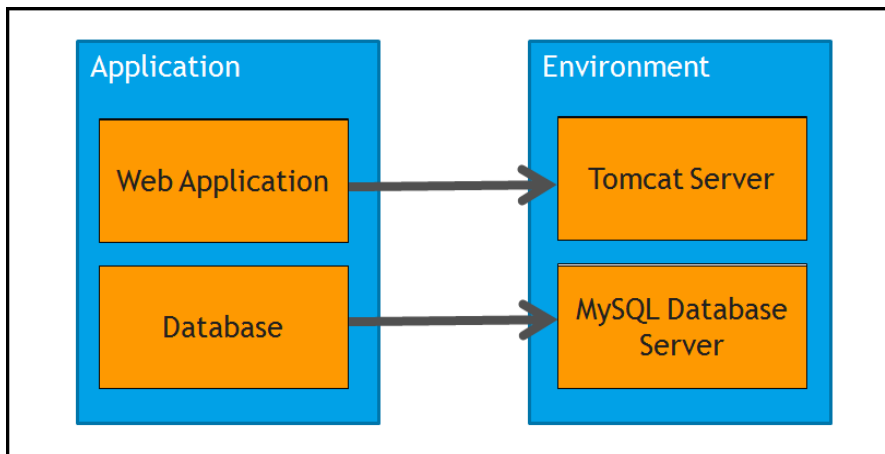 Application
Web Application
Database
Environment
Tomcat Server
MySQL Database
Server